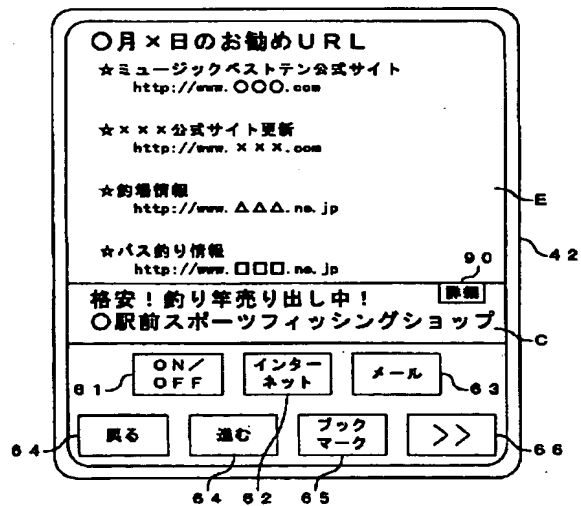 〇月×日のお勧めURL
☆ミュージックベストテン公式サイト
http://www.〇〇〇.com
☆×××公式サイト更新
http://www.×××.com
☆釣場情報
http://www.△△△.ne.jp
E
42
☆バス釣り情報
http://www.□□□.ne.jp
90
格安!釣り竿売り出し中!
詳細
〇駅前スポーツフィッシングショップ
C
ON/
OFF
インター
ネット
メール
61
63
戻る
進む
ブック
マーク
>>
64
66
64
62
65